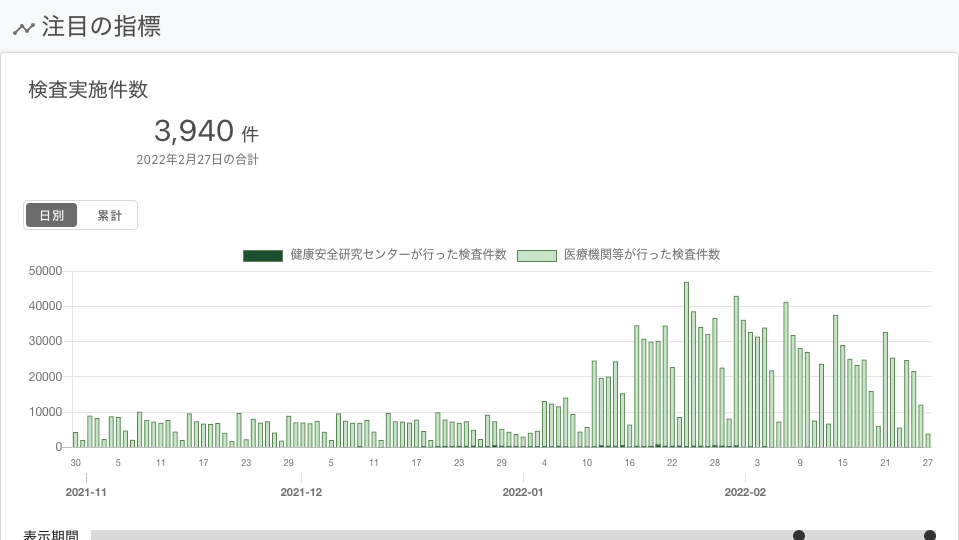 注目の指標
検査実施件数
3,940 件
2022年2月27日の合計
日別 累計
健康安全研究センターが行った検査件数 医療機関等が行った検査件数
50000
40000
30000
20000
10000
0
30 5 11 17 23 29 5 11 17 23 29 4 10 16 22 28 3 9 15 21 27
2021-11 2021-12 2022-01 2022-02
表示期間